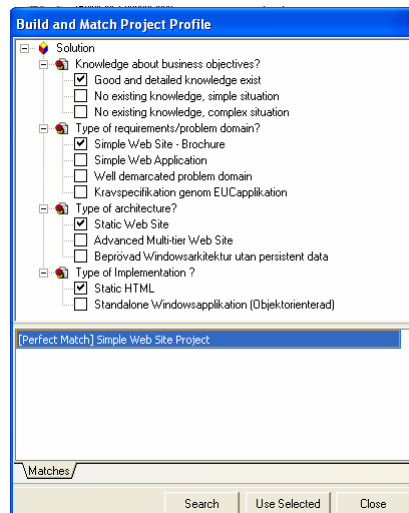 Build and Match Project Profile
Solution
Knowledge about business objectives?
Good and detailed knowledge exist
No existing knowledge, simple situation
No existing knowledge, complex situation
Type of requirements/problem domain?
Simple Web Site - Brochure
Simple Web Application
Well demarcated problem domain
Kravspecifikation genom EUCapplikation
Type of architecture?
Static Web Site
Advanced Multi-tier Web Site
Beprövad Windowsarkitektur utan persistent data
Type of Implementation ?
Static HTML
Standalone Windowsapplikation (Objektorienterad)
[Perfect Match] Simple Web Site Project
Matches
Search Use Selected Close